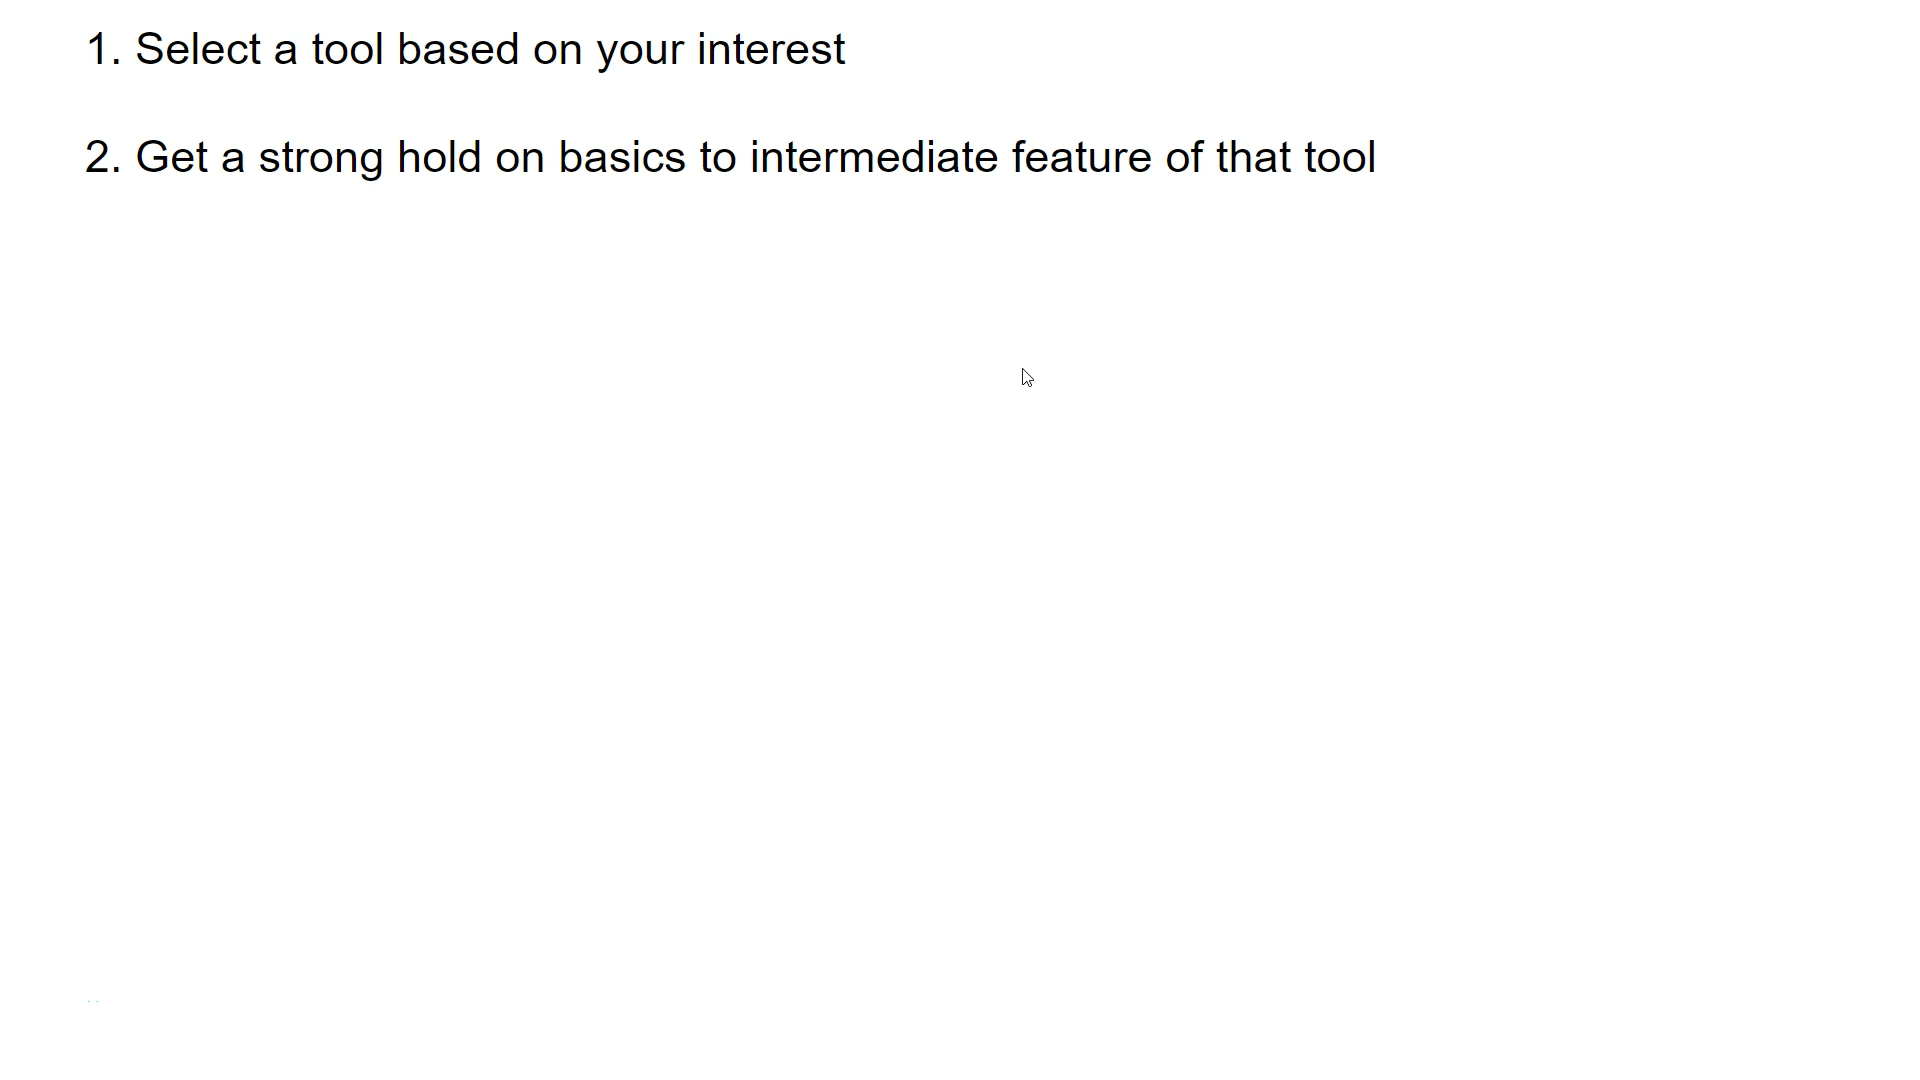 1. Select a tool based on your interest
2. Get a strong hold on basics to intermediate feature of that tool